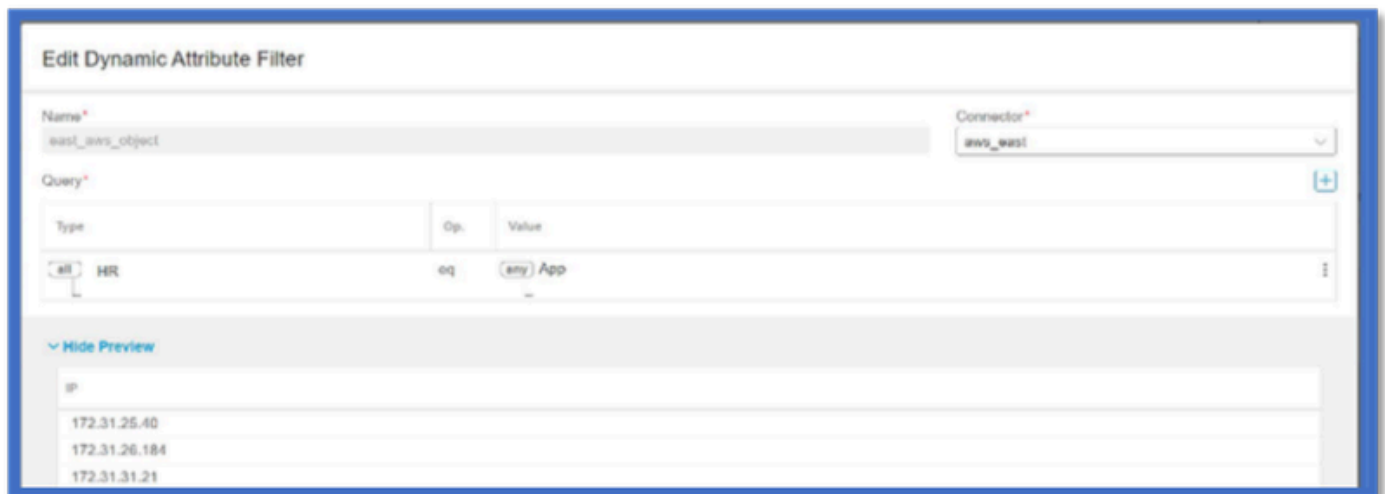 Edit Dynamic Attribute Filter
Name* Connector*
east_aws_object aws_east
Query*
Type Op. Value
all HR eq any App
Hide Preview
IP
172.31.25.40
172.31.26.184
172.31.31.21